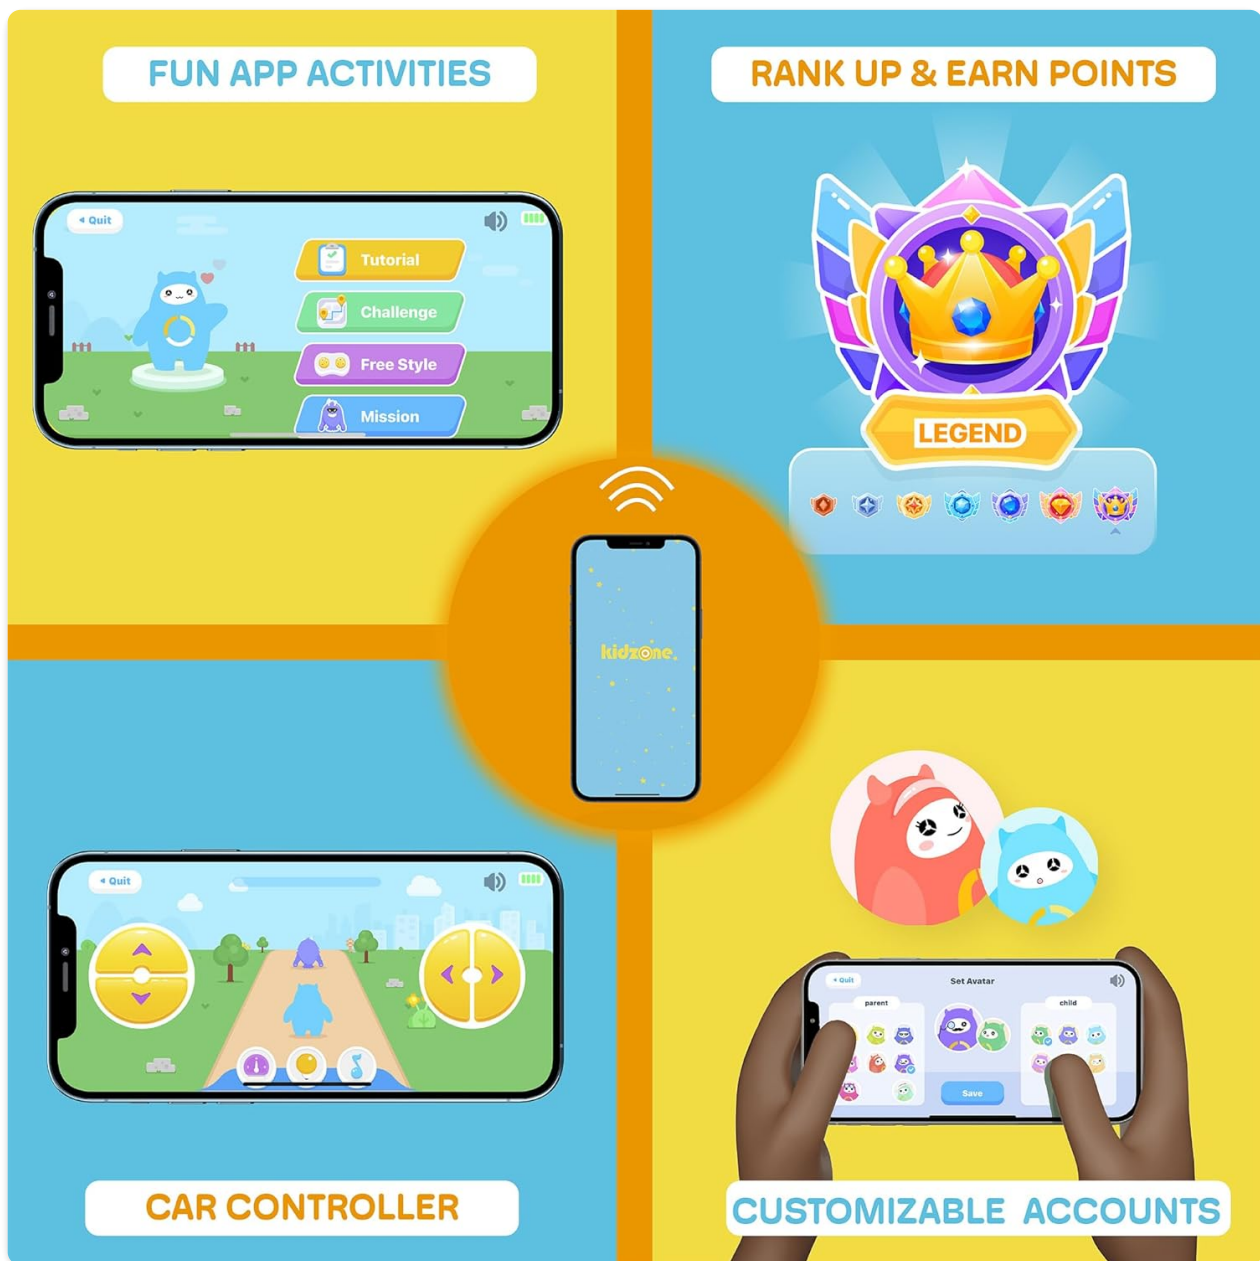 FUN APP ACTIVITIES
RANK UP & EARN POINTS
Quit
Tutorial
Challenge
Free Style
Mission
LEGEND
kidzone
Quit
CAR CONTROLLER
Quit
Set Avatar
parent
child
Save
CUSTOMIZABLE ACCOUNTS